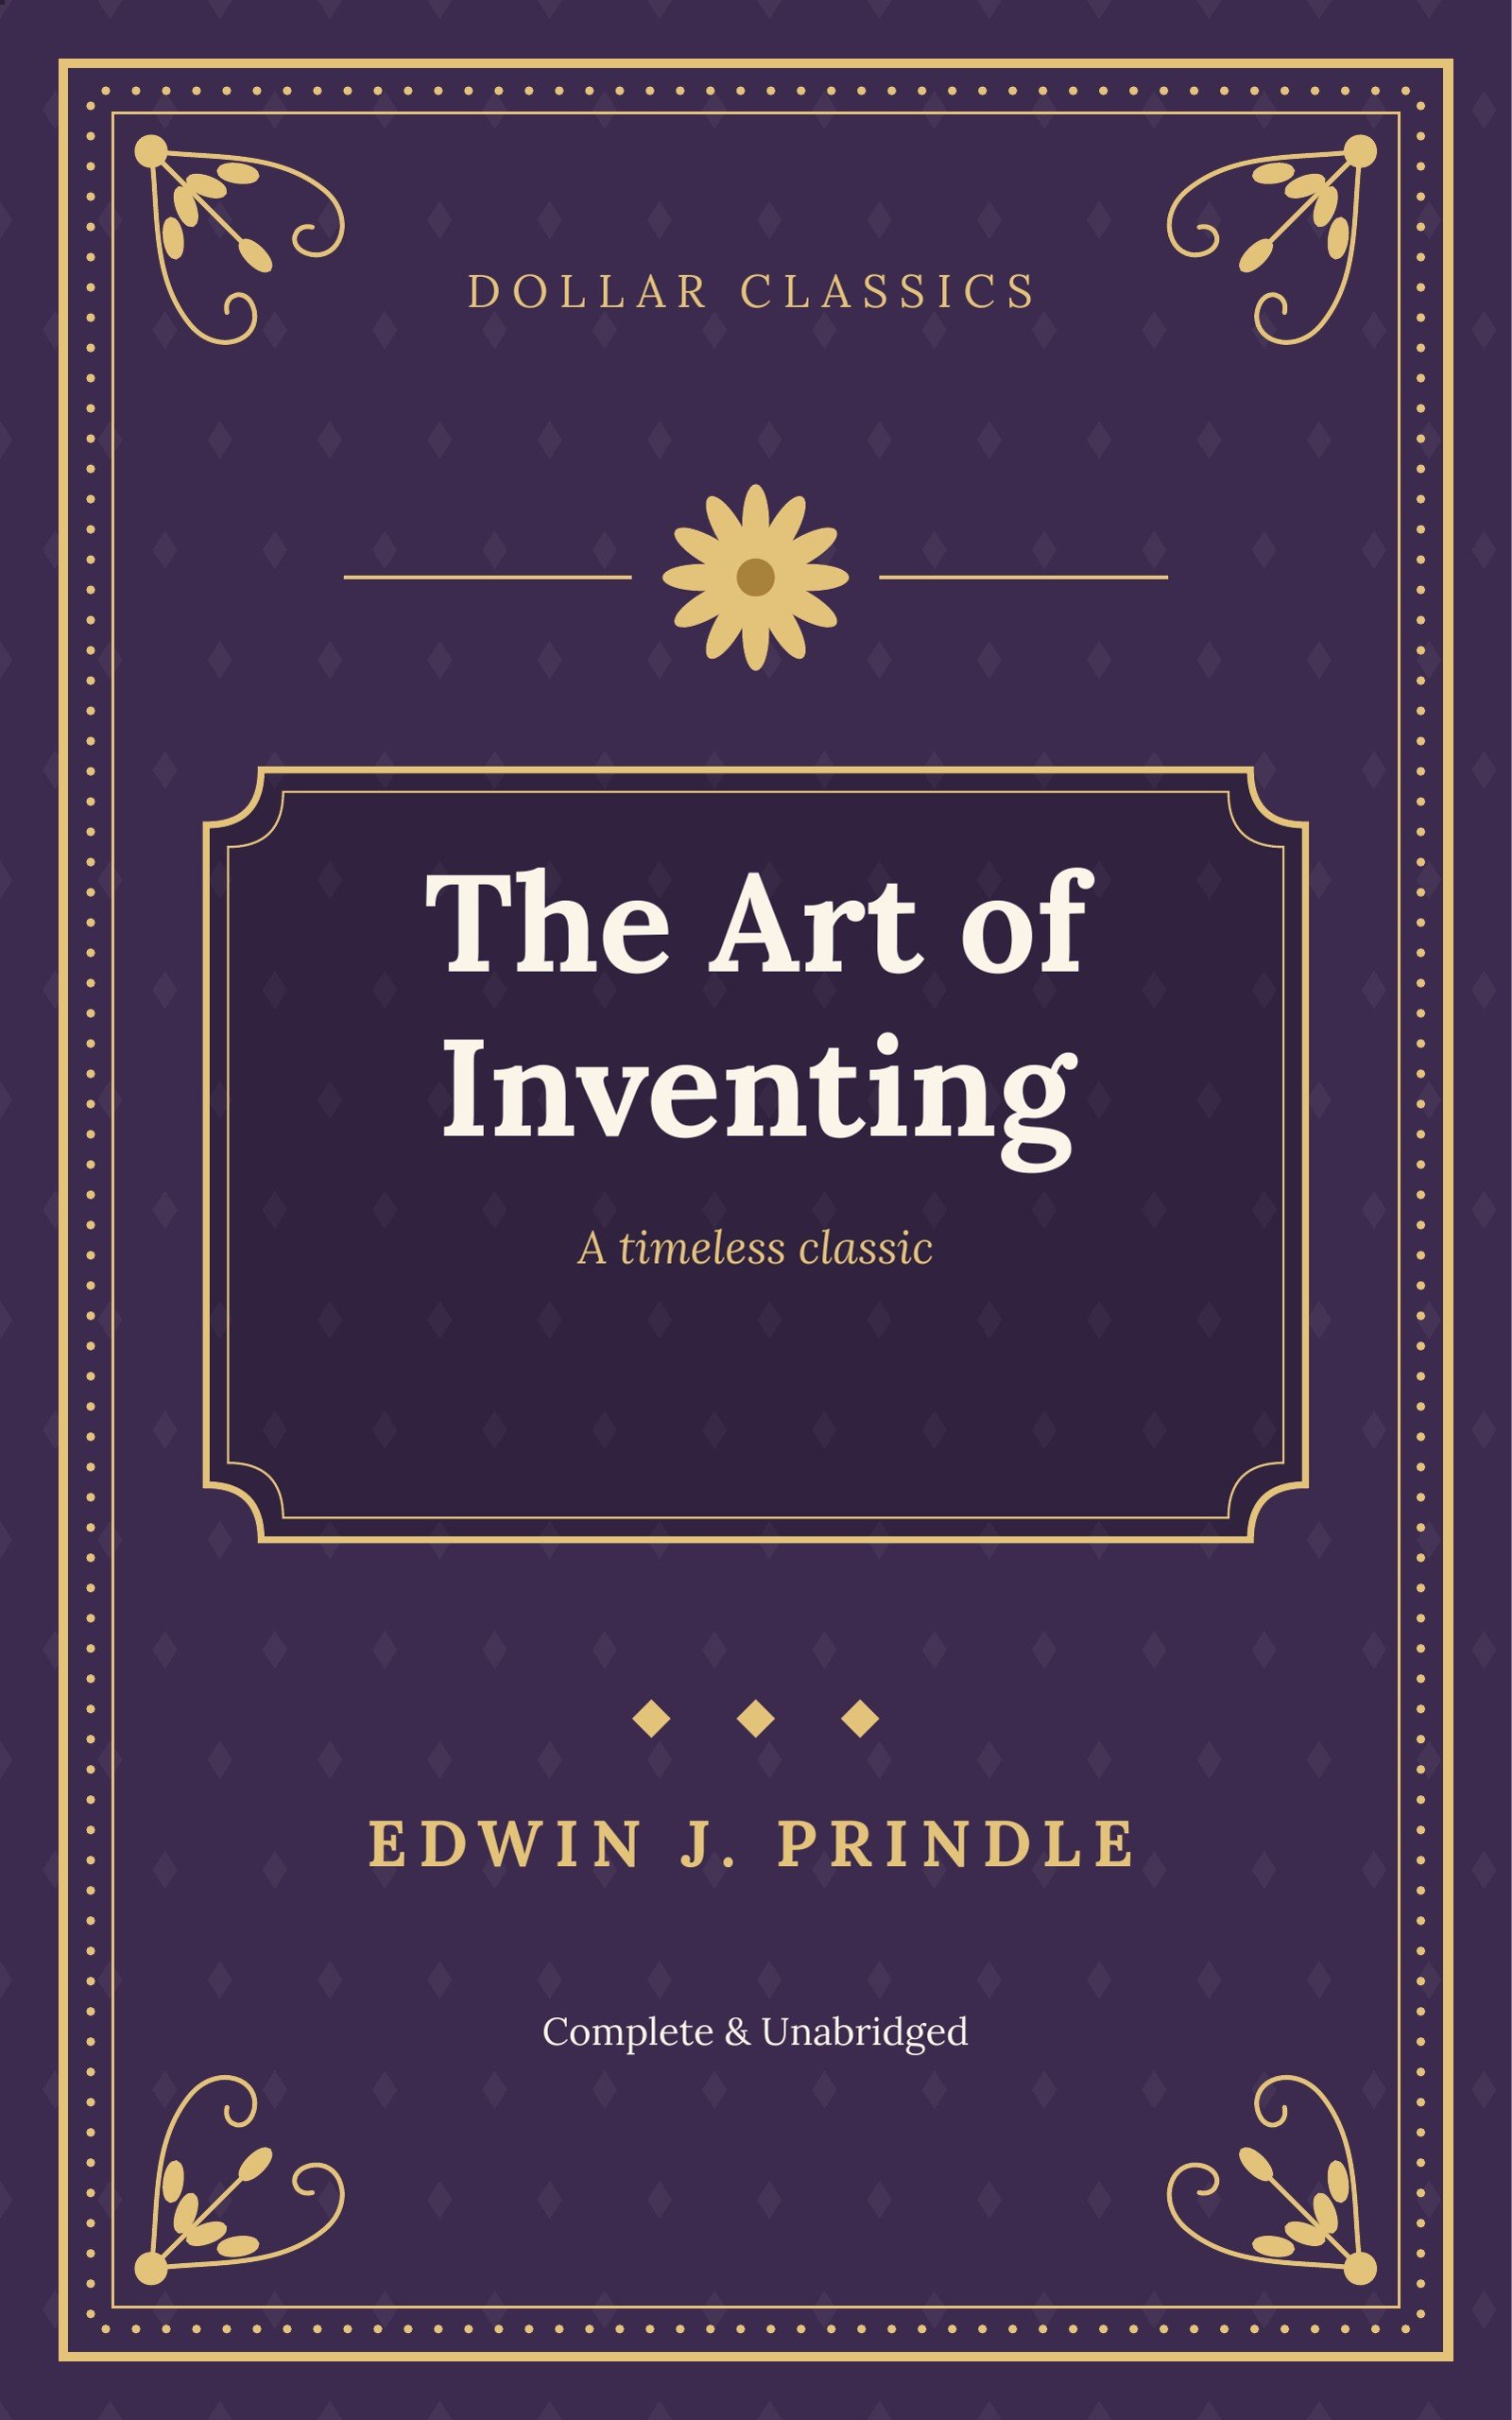 DOLLAR CLASSICS
The Art of
Inventing
A timeless classic
EDWIN J. PRINDLE
Complete & Unabridged